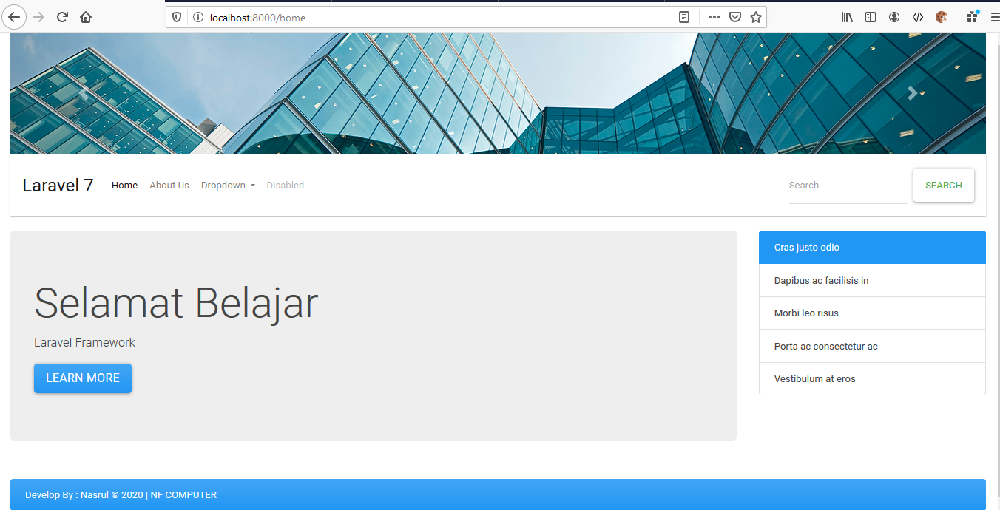 localhost:8000/home
Laravel 7 Home About Us Dropdown Disabled Search SEARCH
Selamat Belajar
Laravel Framework
LEARN MORE
Cras justo odio
Dapibus ac facilisis in
Morbi leo risus
Porta ac consectetur ac
Vestibulum at eros
Develop By : Nasrul © 2020 | NF COMPUTER